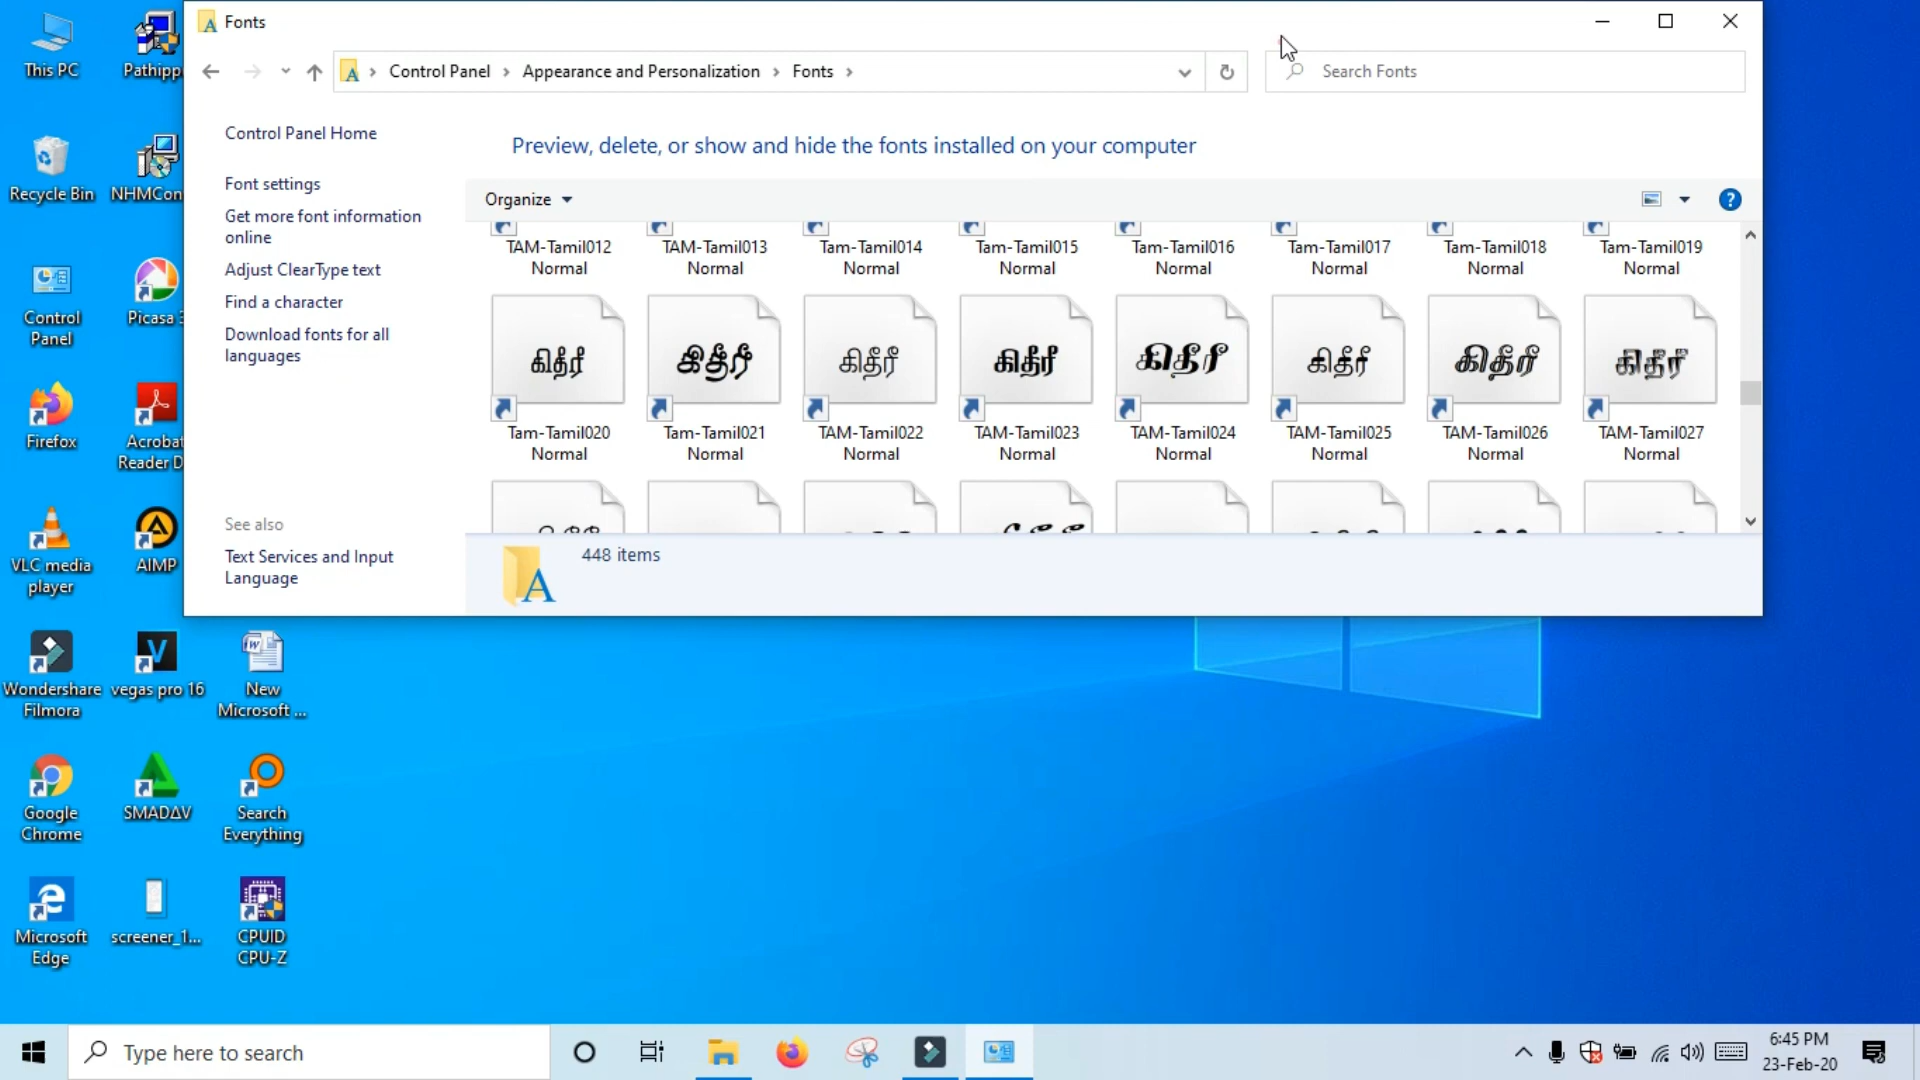 Fonts
Control Panel
Appearance and Personalization
Fonts
Search Fonts
Control Panel Home
Font settings
Get more font information
online
Adjust ClearType text
Find a character
Download fonts for all
languages
See also
Text Services and Input
Language
Preview, delete, or show and hide the fonts installed on your computer
Organize
TAM-Tamil012
Normal
TAM-Tamil013
Normal
Tam-Tamil014
Normal
Tam-Tamil015
Normal
Tam-Tamil016
Normal
Tam-Tamil017
Normal
Tam-Tamil018
Normal
Tam-Tamil019
Normal
கிதீரீ
கிதீரீ
கிதீரீ
கிதீரீ
கிதீரீ
கிதீரீ
கிதீரீ
கிதீரீ
Tam-Tamil020
Normal
Tam-Tamil021
Normal
TAM-Tamil022
Normal
TAM-Tamil023
Normal
TAM-Tamil024
Normal
TAM-Tamil025
Normal
TAM-Tamil026
Normal
TAM-Tamil027
Normal
448 items
This PC
Pathipp
Recycle Bin
NHMCon
Control
Panel
Picasa 3
Firefox
Acrobat
Reader D
VLC media
player
AIMP
Wondershare
Filmora
vegas pro 16
New
Microsoft ...
Google
Chrome
SMADΔV
Search
Everything
Microsoft
Edge
screener_1...
CPUID
CPU-Z
Type here to search
6:45 PM
23-Feb-20